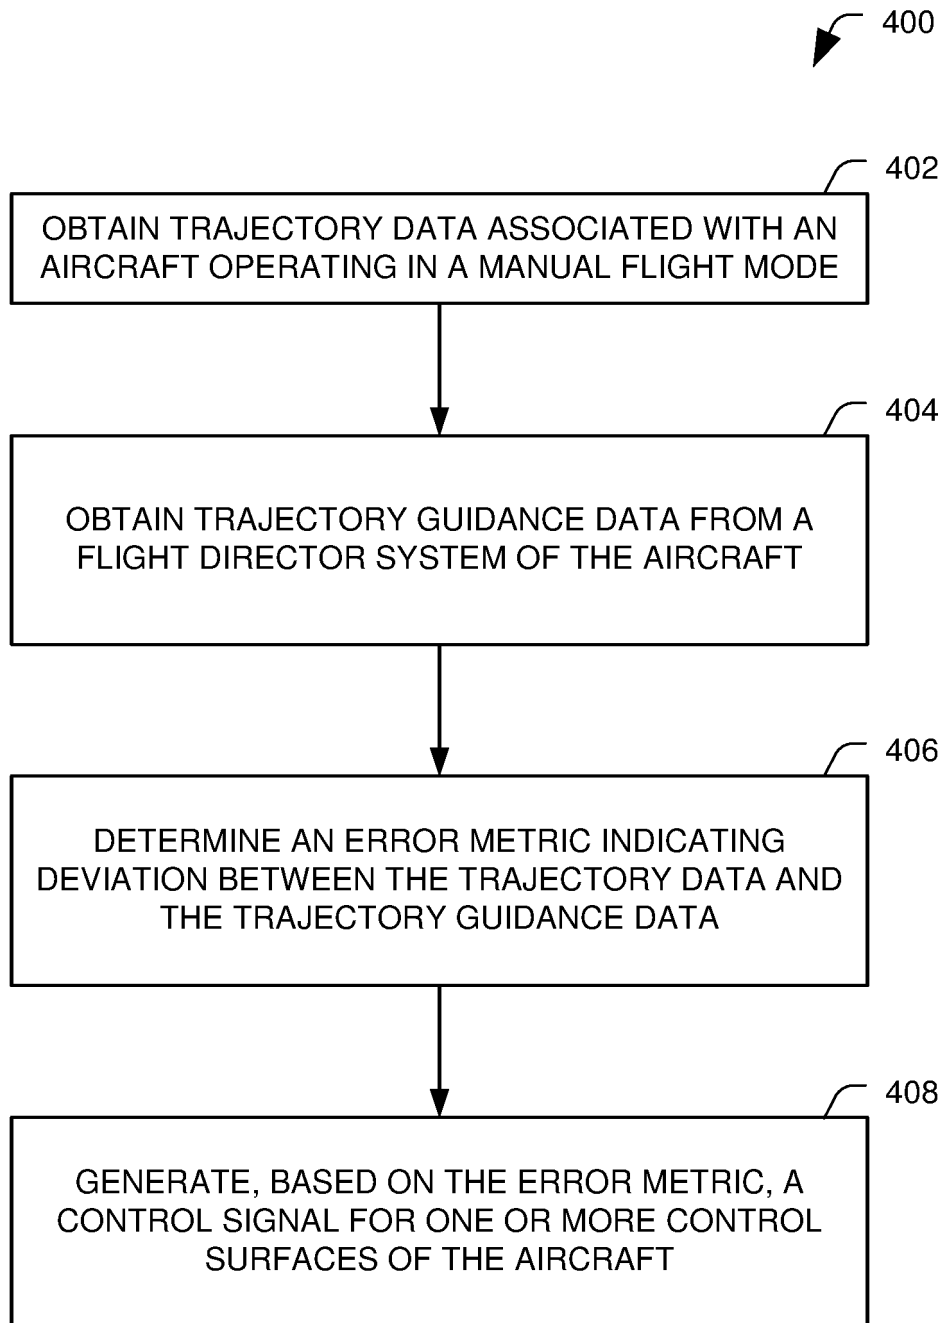 400
402
OBTAIN TRAJECTORY DATA ASSOCIATED WITH AN
AIRCRAFT OPERATING IN A MANUAL FLIGHT MODE
404
OBTAIN TRAJECTORY GUIDANCE DATA FROM A
FLIGHT DIRECTOR SYSTEM OF THE AIRCRAFT
406
DETERMINE AN ERROR METRIC INDICATING
DEVIATION BETWEEN THE TRAJECTORY DATA AND
THE TRAJECTORY GUIDANCE DATA
408
GENERATE, BASED ON THE ERROR METRIC, A
CONTROL SIGNAL FOR ONE OR MORE CONTROL
SURFACES OF THE AIRCRAFT